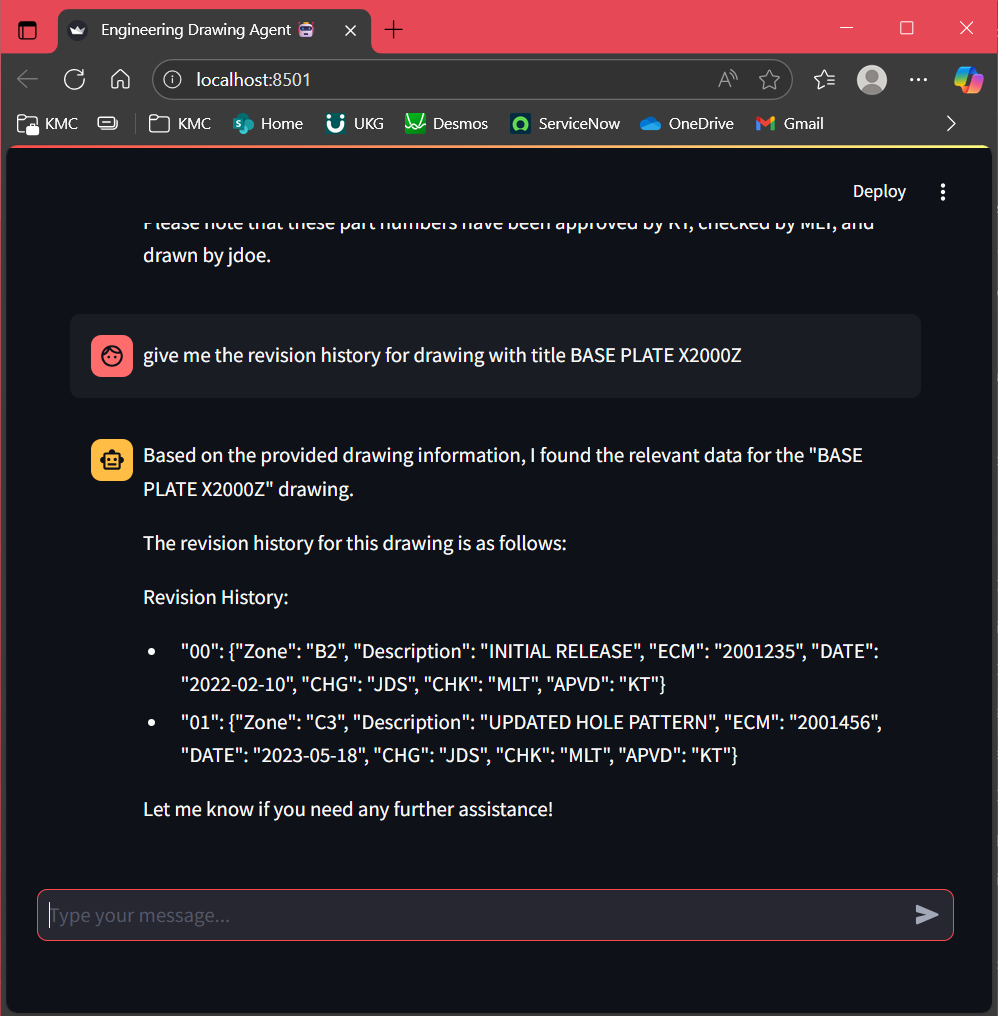 Engineering Drawing Agent
localhost:8501
KMC KMC Home UKG Desmos ServiceNow OneDrive Gmail
Deploy
Please note that these part numbers have been approved by KT, checked by MLT, and
drawn by jdoe.
give me the revision history for drawing with title BASE PLATE X2000Z
Based on the provided drawing information, I found the relevant data for the "BASE
PLATE X2000Z" drawing.
The revision history for this drawing is as follows:
Revision History:
• "00": {"Zone": "B2", "Description": "INITIAL RELEASE", "ECM": "2001235", "DATE":
"2022-02-10", "CHG": "JDS", "CHK": "MLT", "APVD": "KT"}
• "01": {"Zone": "C3", "Description": "UPDATED HOLE PATTERN", "ECM": "2001456",
"DATE": "2023-05-18", "CHG": "JDS", "CHK": "MLT", "APVD": "KT"}
Let me know if you need any further assistance!
Type your message...